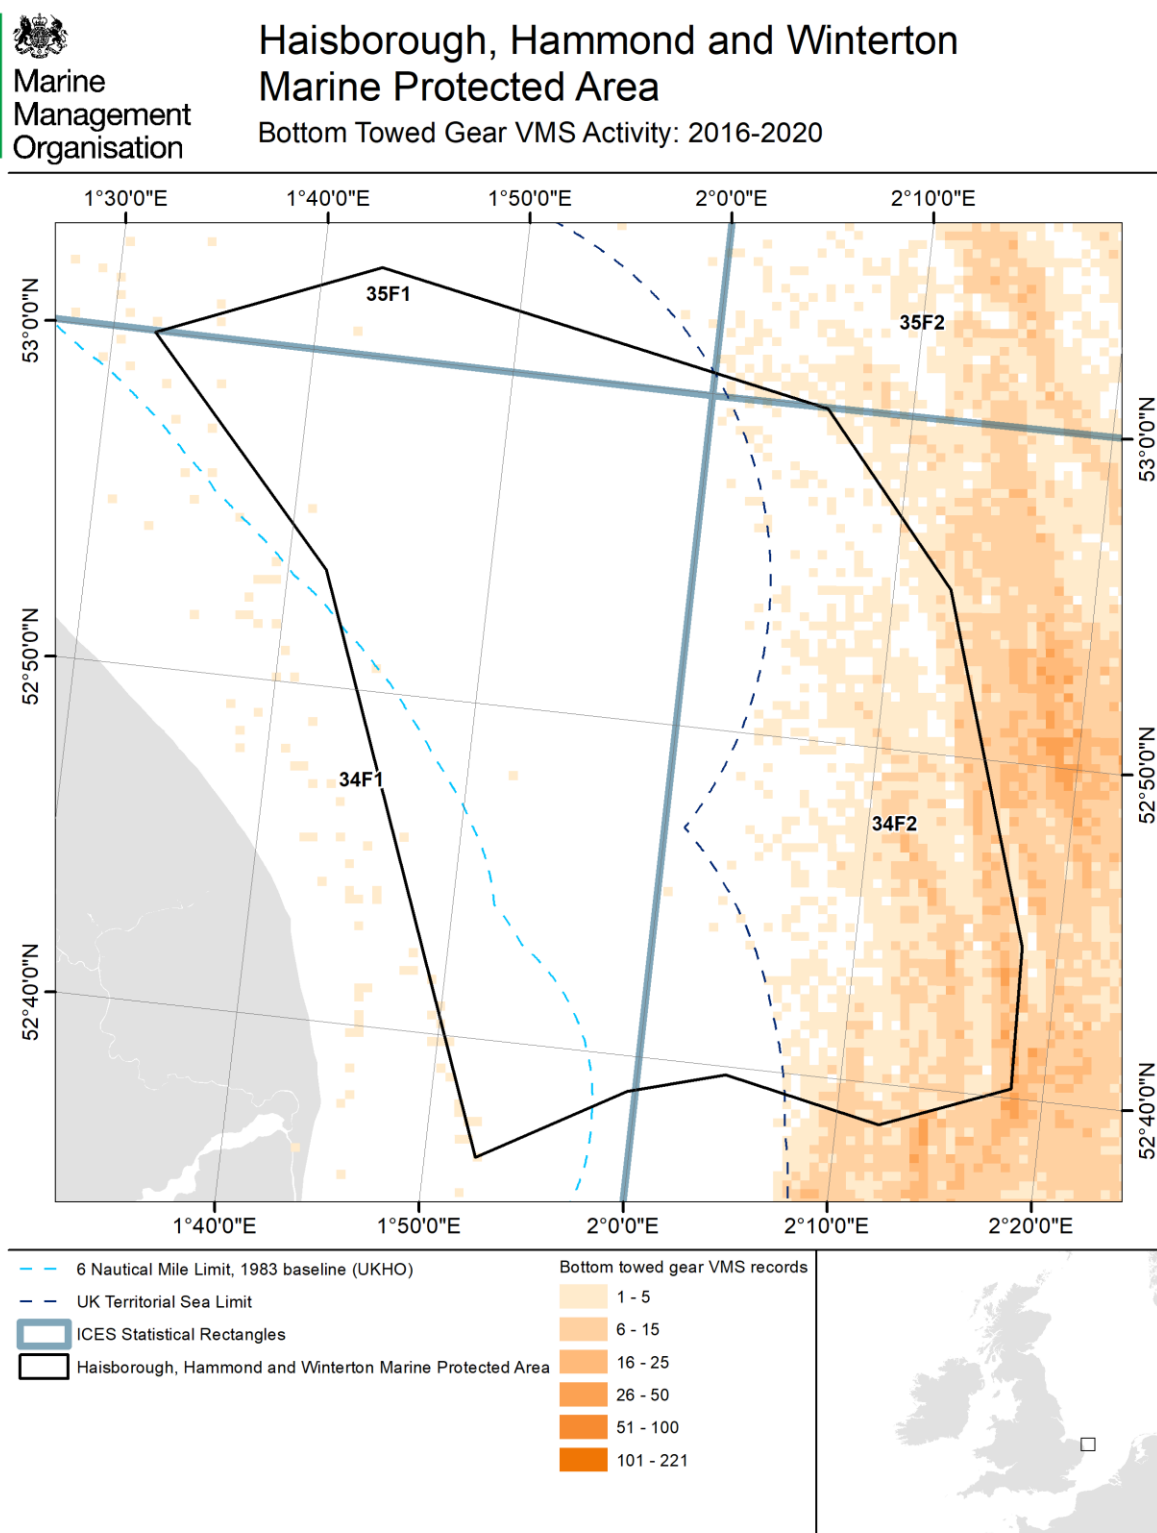 Marine
Management
Organisation
Haisborough, Hammond and Winterton
Marine Protected Area
Bottom Towed Gear VMS Activity: 2016-2020
1°30'0"E 1°40'0"E 1°50'0"E 2°00'0"E 2°10'0"E
53°0'0"N
52°50'0"N
52°40'0"N
35F1
35F2
34F1
34F2
53°0'0"N
52°50'0"N
52°40'0"N
1°40'0"E 1°50'0"E 2°00'0"E 2°10'0"E 2°20'0"E
6 Nautical Mile Limit, 1983 baseline (UKHO)
UK Territorial Sea Limit
ICES Statistical Rectangles
Haisborough, Hammond and Winterton Marine Protected Area
Bottom towed gear VMS records
1 - 5
6 - 15
16 - 25
26 - 50
51 - 100
101 - 221